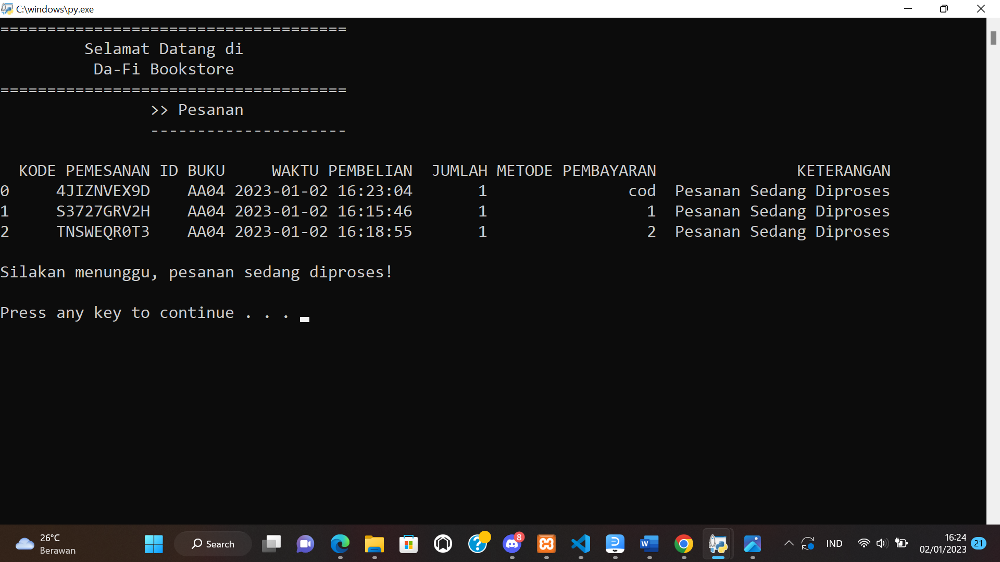 C:\windows\py.exe
=====================================
Selamat Datang di
Da-Fi Bookstore
=====================================
>> Pesanan
---------------------
KODE PEMESANAN ID BUKU WAKTU PEMBELIAN JUMLAH METODE PEMBAYARAN KETERANGAN
0 4JIZNVEX9D AA04 2023-01-02 16:23:04 1 cod Pesanan Sedang Diproses
1 S3727GRV2H AA04 2023-01-02 16:15:46 1 1 Pesanan Sedang Diproses
2 TNSWEQR0T3 AA04 2023-01-02 16:18:55 1 2 Pesanan Sedang Diproses
Silakan menunggu, pesanan sedang diproses!
Press any key to continue . . .
26°C
Berawan
Search
8
IND
16:24
02/01/2023
21